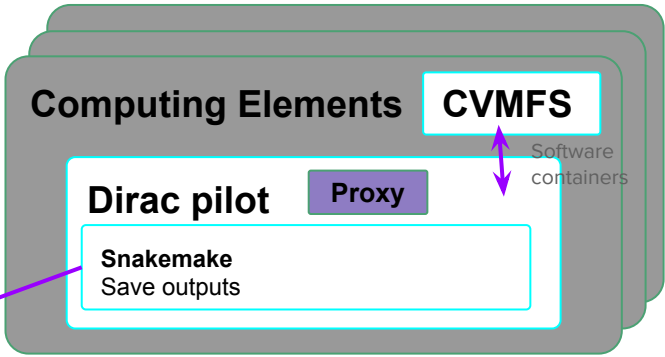 Computing Elements
CVMFS
Software
containers
Dirac pilot
Proxy
Snakemake
Save outputs